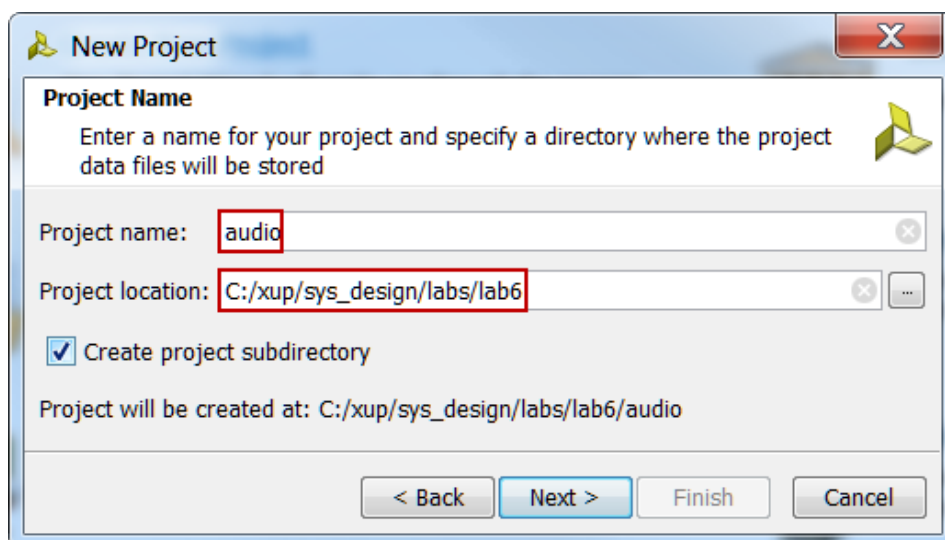 New Project
Project Name
Enter a name for your project and specify a directory where the project
data files will be stored
Project name: audio
Project location: C:/xup/sys_design/labs/lab6 ...
Create project subdirectory
Project will be created at: C:/xup/sys_design/labs/lab6/audio
< Back Next > Finish Cancel